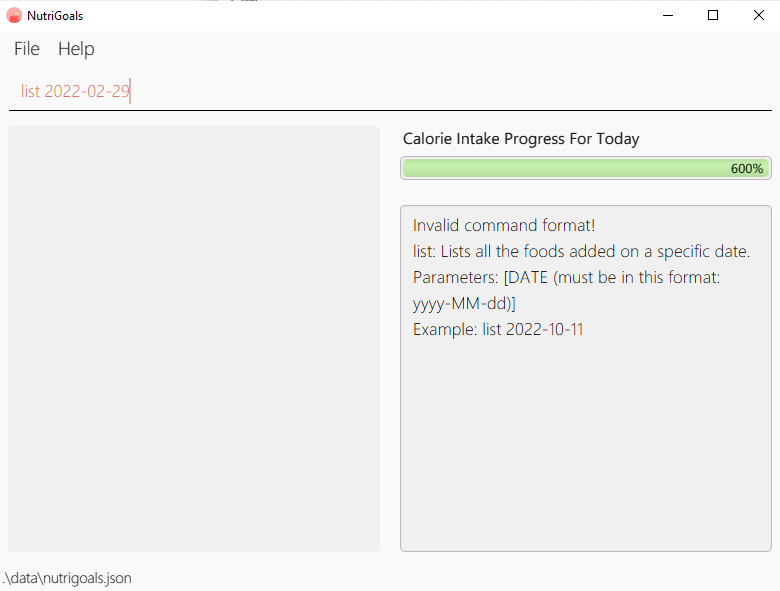 NutriGoals
File Help
list 2022-02-29
Calorie Intake Progress For Today
600%
Invalid command format!
list: Lists all the foods added on a specific date.
Parameters: [DATE (must be in this format:
yyyy-MM-dd)]
Example: list 2022-10-11
.\data\nutrigoals.json